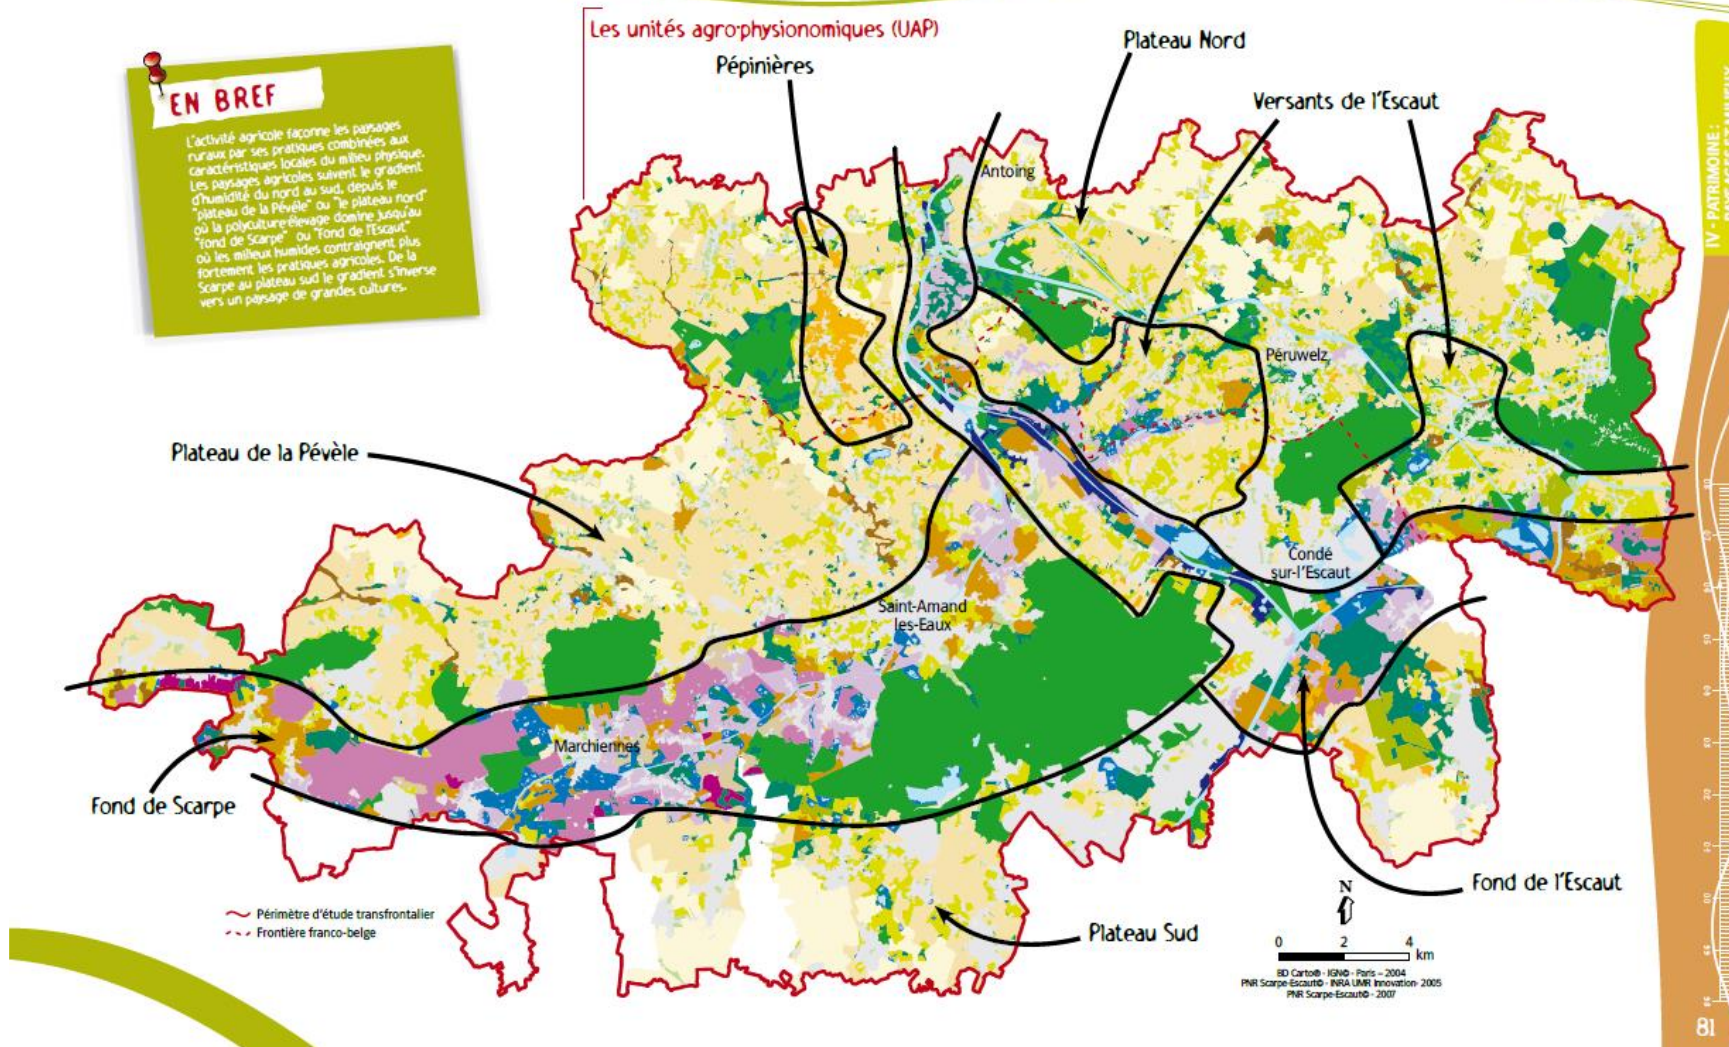 Les unités agro-physionomiques (UAP)
EN BREF
L'activité agricole façonne les paysages
ruraux par ses pratiques combinées aux
caractéristiques locales du milieu physique.
Les paysages agricoles suivent le gradient
d'humidité du nord au sud, depuis le
"plateau de la Pévèle" ou "le plateau nord"
où la polyculture-élevage domine jusqu'au
"fond de Scarpe" ou "fond de l'Escaut"
où les milieux humides contraignent plus
fortement les pratiques agricoles. De la
Scarpe au plateau sud le gradient s'inverse
vers un paysage de grandes cultures.
Pépinières
Plateau Nord
Versants de l'Escaut
Antoing
Péruwelz
Plateau de la Pévèle
Condé
sur-l'Escaut
Saint-Amand
les-Eaux
Marchiennes
Fond de Scarpe
Fond de l'Escaut
Plateau Sud
Périmètre d'étude transfrontalier
Frontière franco-belge
N
0 2 4
km
BD Carto® - IGN© - Paris – 2004
PNR Scarpe-Escaut© - INRA UMR Innovation- 2005
PNR Scarpe-Escaut© - 2007
IV - PATRIMOINE :
81